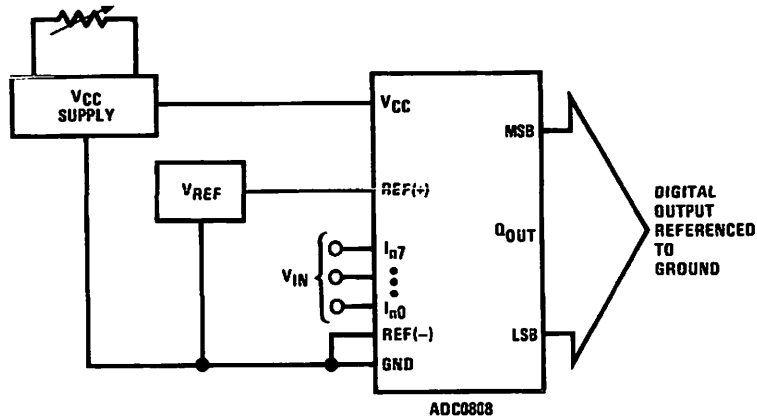 VCC
SUPPLY
VCC
MSB
VREF
REF(+)
DIGITAL
OUTPUT
REFERENCED
TO
GROUND
QOUT
In7
VIN
In0
REF(−)
LSB
GND
ADC0808